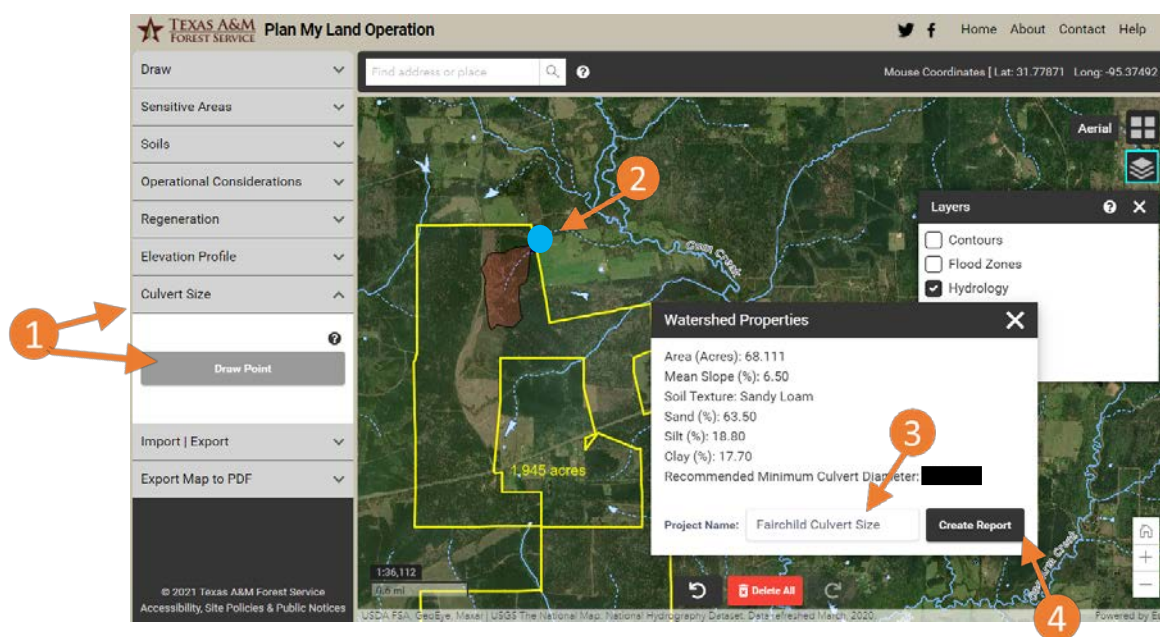 TEXAS A&M
FOREST SERVICE
Plan My Land Operation
Home About Contact Help
Draw
Sensitive Areas
Soils
Operational Considerations
Regeneration
Elevation Profile
Culvert Size
1
Draw Point
Import | Export
Export Map to PDF
© 2021 Texas A&M Forest Service
Accessibility, Site Policies & Public Notices
Find address or place
Mouse Coordinates [ Lat: 31.77871 Long: -95.37492
Aerial
2
Gum Creek
1,945 acres
Layers
Contours
Flood Zones
Hydrology
Watershed Properties
Area (Acres): 68.111
Mean Slope (%): 6.50
Soil Texture: Sandy Loam
Sand (%): 63.50
Silt (%): 18.80
Clay (%): 17.70
Recommended Minimum Culvert Diameter:
3
Project Name: Fairchild Culvert Size Create Report
4
1:36,112
0.6 mi
Delete All
USDA FSA, GeoEye, Maxar | USGS The National Map: National Hydrography Dataset. Data refreshed March, 2020.